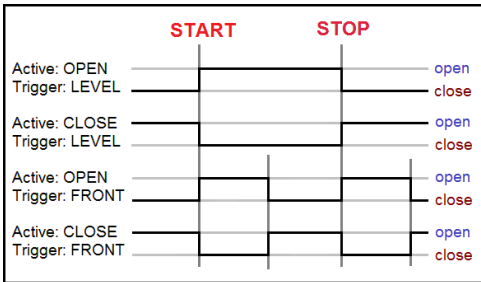 START STOP
Active: OPEN open
Trigger: LEVEL close
Active: CLOSE open
Trigger: LEVEL close
Active: OPEN open
Trigger: FRONT close
Active: CLOSE open
Trigger: FRONT close